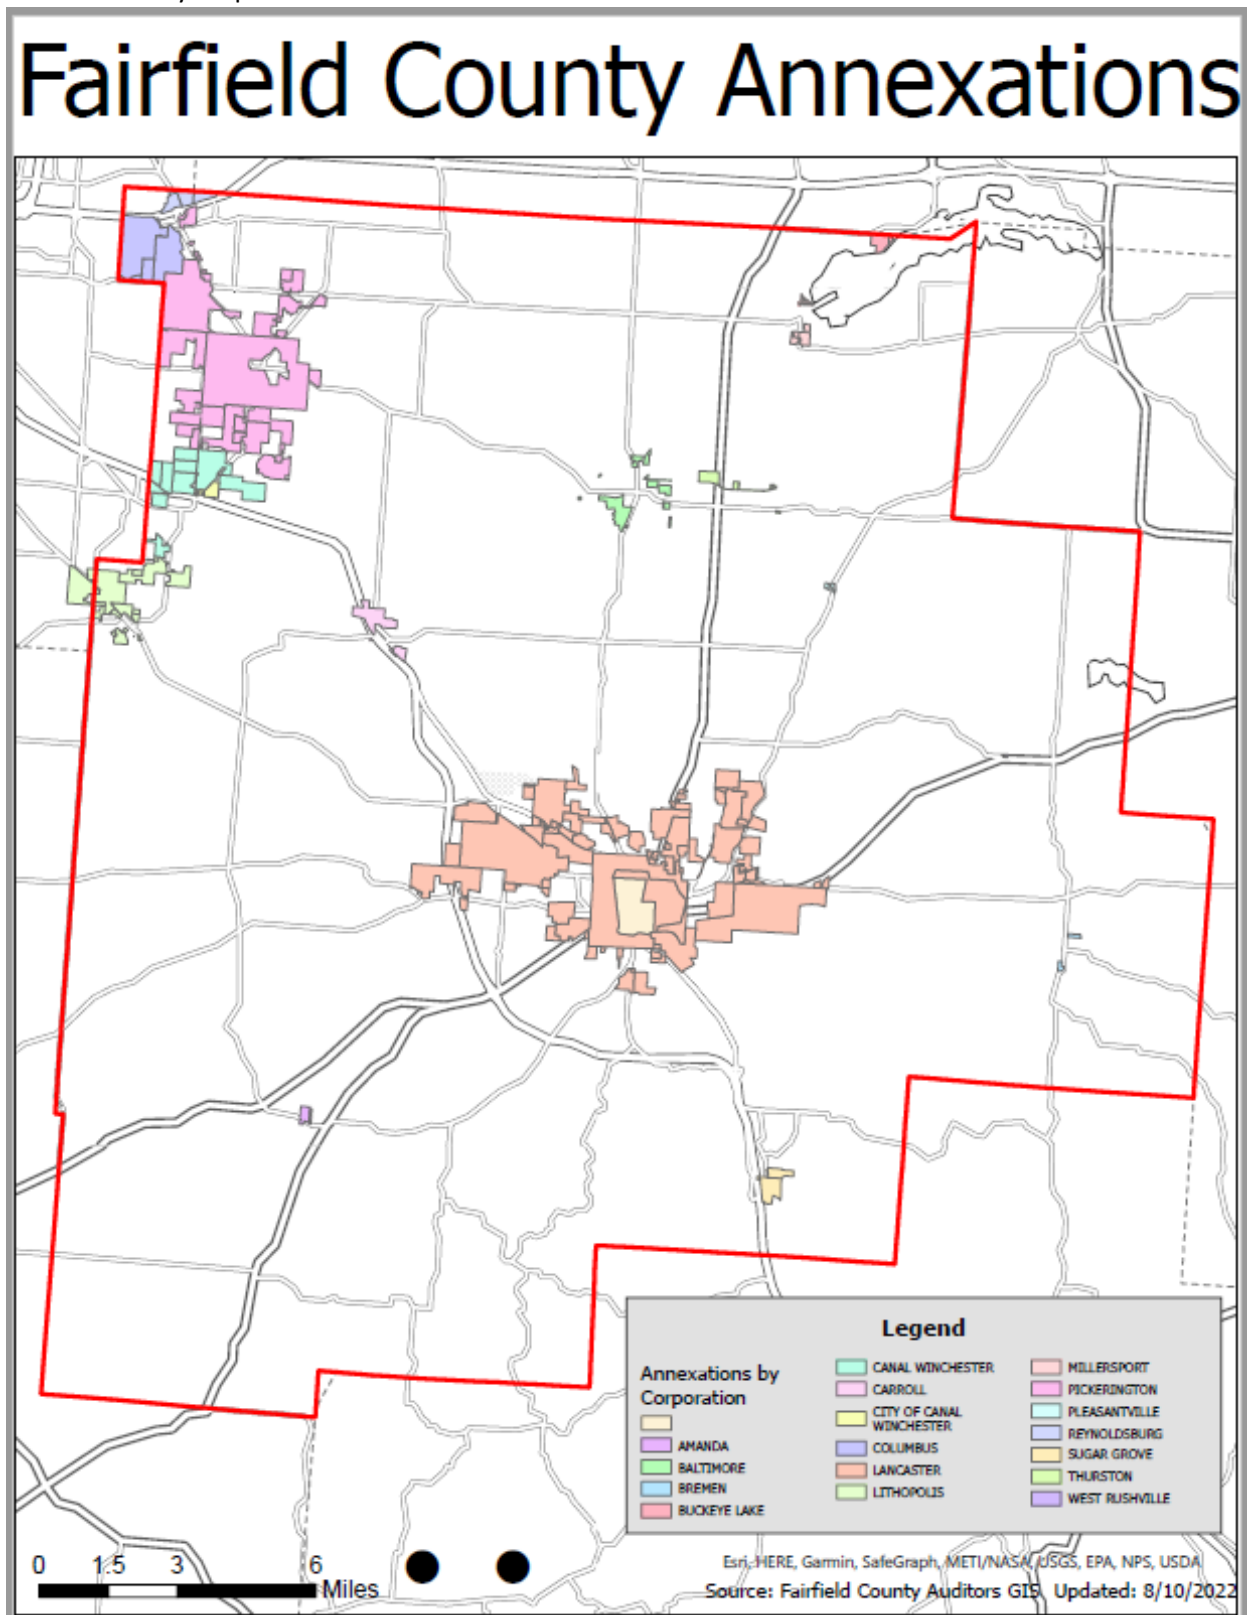 Fairfield County Annexations
Legend
Annexations by
Corporation
AMANDA
BALTIMORE
BREMEN
BUCKEYE LAKE
CANAL WINCHESTER
CARROLL
CITY OF CANAL
WINCHESTER
COLUMBUS
LANCASTER
LITHOPOLIS
MILLERSPORT
PICKERINGTON
PLEASANTVILLE
REYNOLDSBURG
SUGAR GROVE
THURSTON
WEST RUSHVILLE
0 1.5 3 6
Miles
Esri, HERE, Garmin, SafeGraph, METI/NASA, USGS, EPA, NPS, USDA
Source: Fairfield County Auditors GIS Updated: 8/10/2022